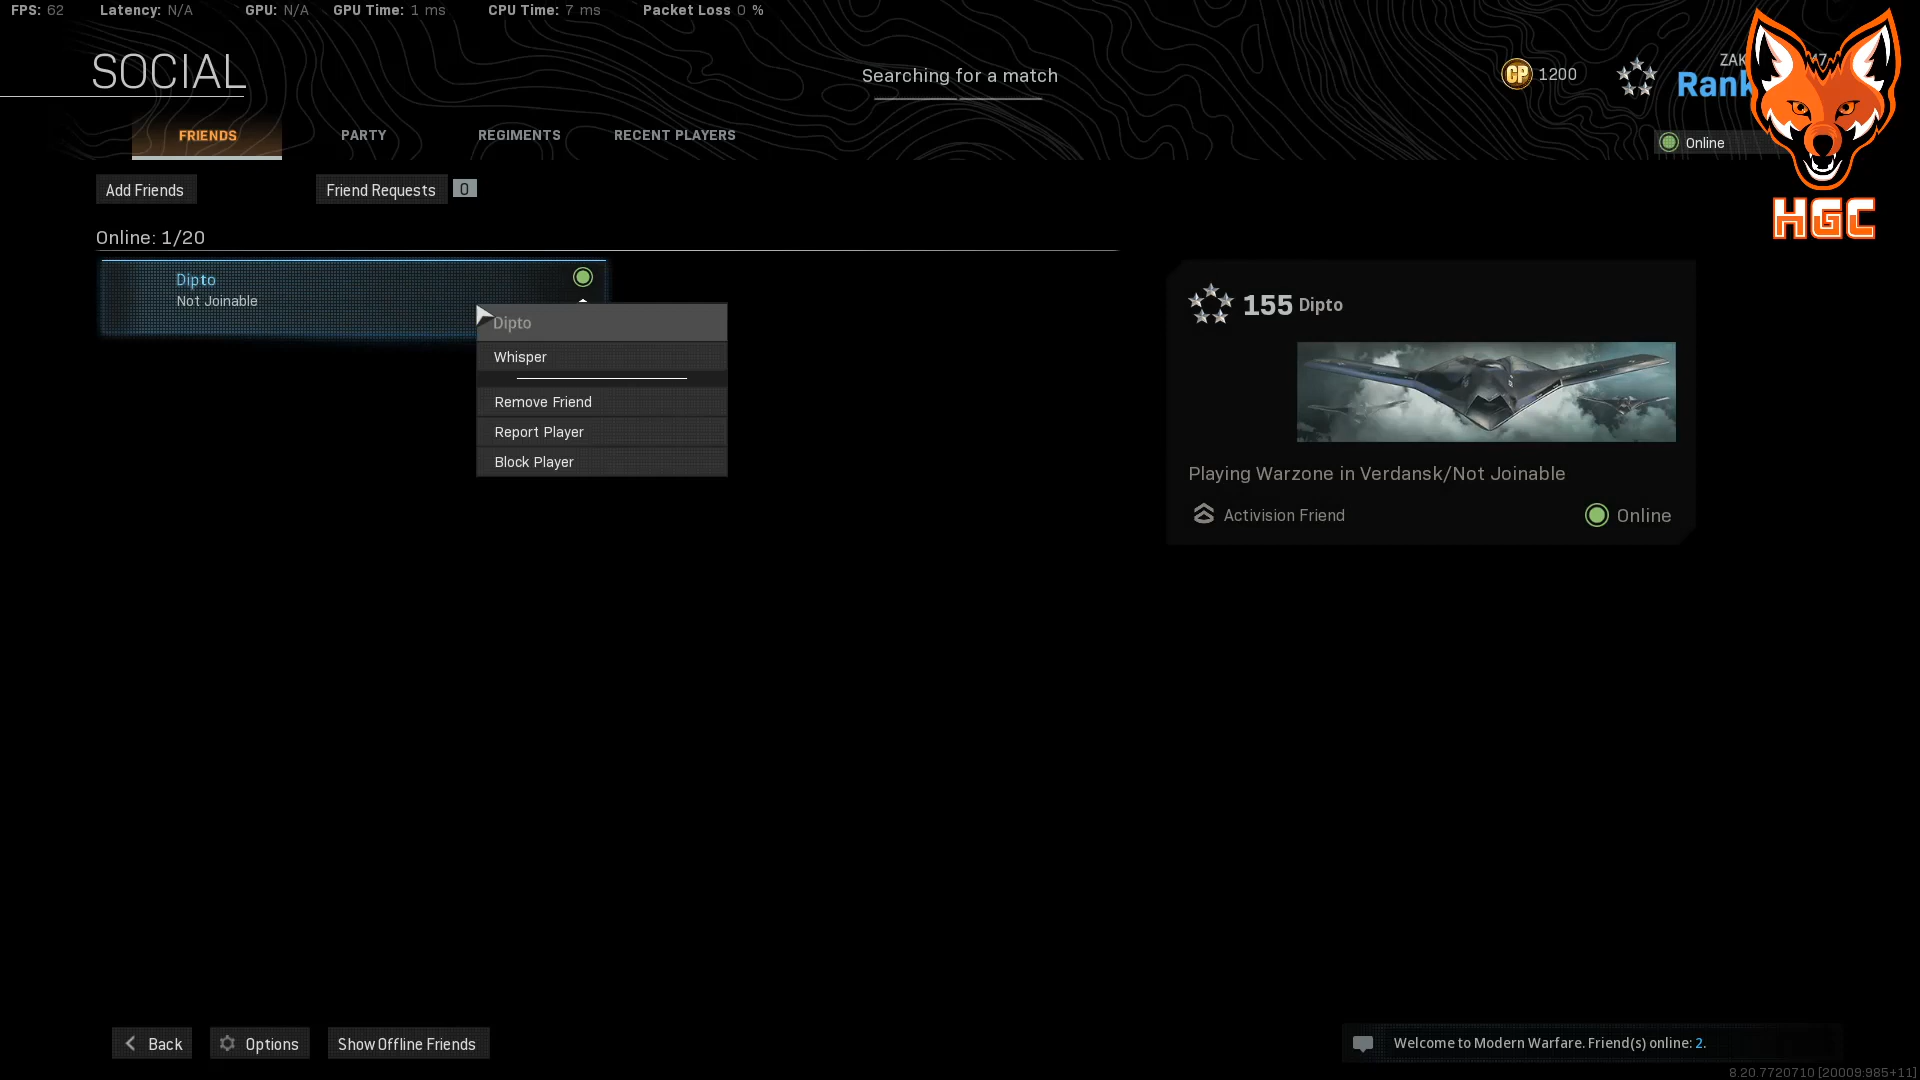 FPS: 62 Latency: N/A GPU: N/A GPU Time: 1 ms CPU Time: 7 ms Packet Loss 0 %
SOCIAL
Searching for a match
CP 1200
ZAK
Rank
FRIENDS PARTY REGIMENTS RECENT PLAYERS
Online
HGC
Add Friends Friend Requests 0
Online: 1/20
Dipto
Not Joinable
Dipto
Whisper
Remove Friend
Report Player
Block Player
155 Dipto
Playing Warzone in Verdansk/Not Joinable
Activision Friend Online
Back Options Show Offline Friends
Welcome to Modern Warfare. Friend(s) online: 2.
8.20.7720710 [20009:985+11]